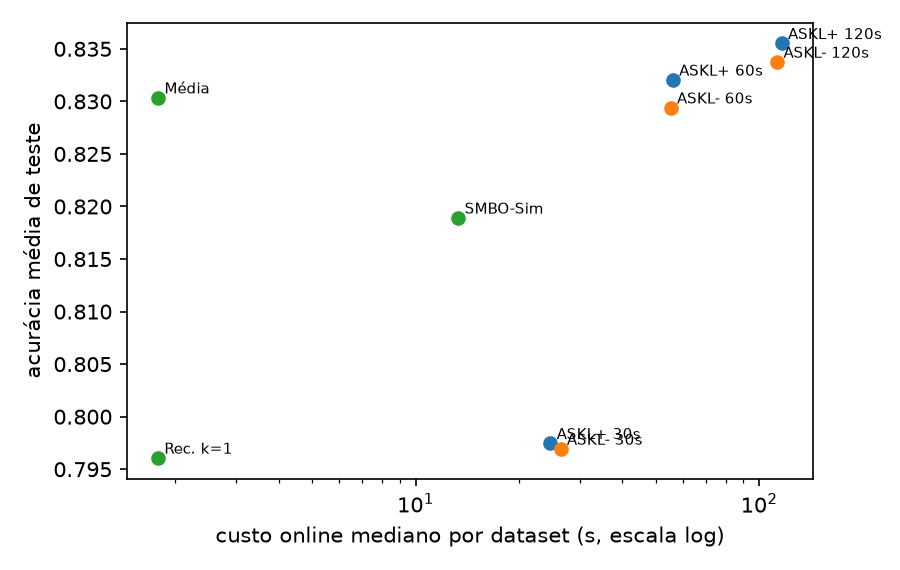 0.835
0.830
0.825
0.820
0.815
0.810
0.805
0.800
0.795
acurácia média de teste
ASKL+ 120s
ASKL- 120s
ASKL+ 60s
ASKL- 60s
Média
SMBO-Sim
ASKL+ 30s
ASKL- 30s
Rec. k=1
10¹
10²
custo online mediano por dataset (s, escala log)